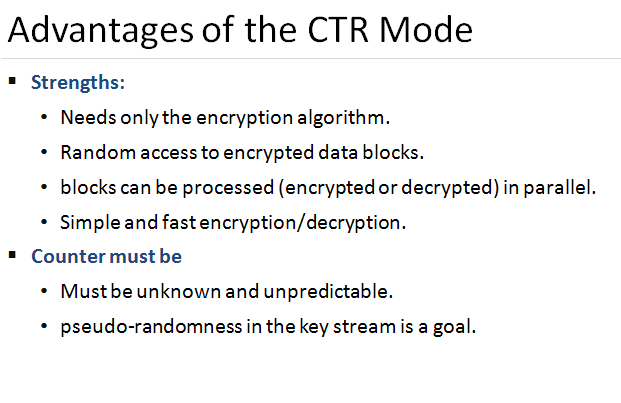 Advantages of the CTR Mode
▪ Strengths:
• Needs only the encryption algorithm.
• Random access to encrypted data blocks.
• blocks can be processed (encrypted or decrypted) in parallel.
• Simple and fast encryption/decryption.
▪ Counter must be
• Must be unknown and unpredictable.
• pseudo-randomness in the key stream is a goal.